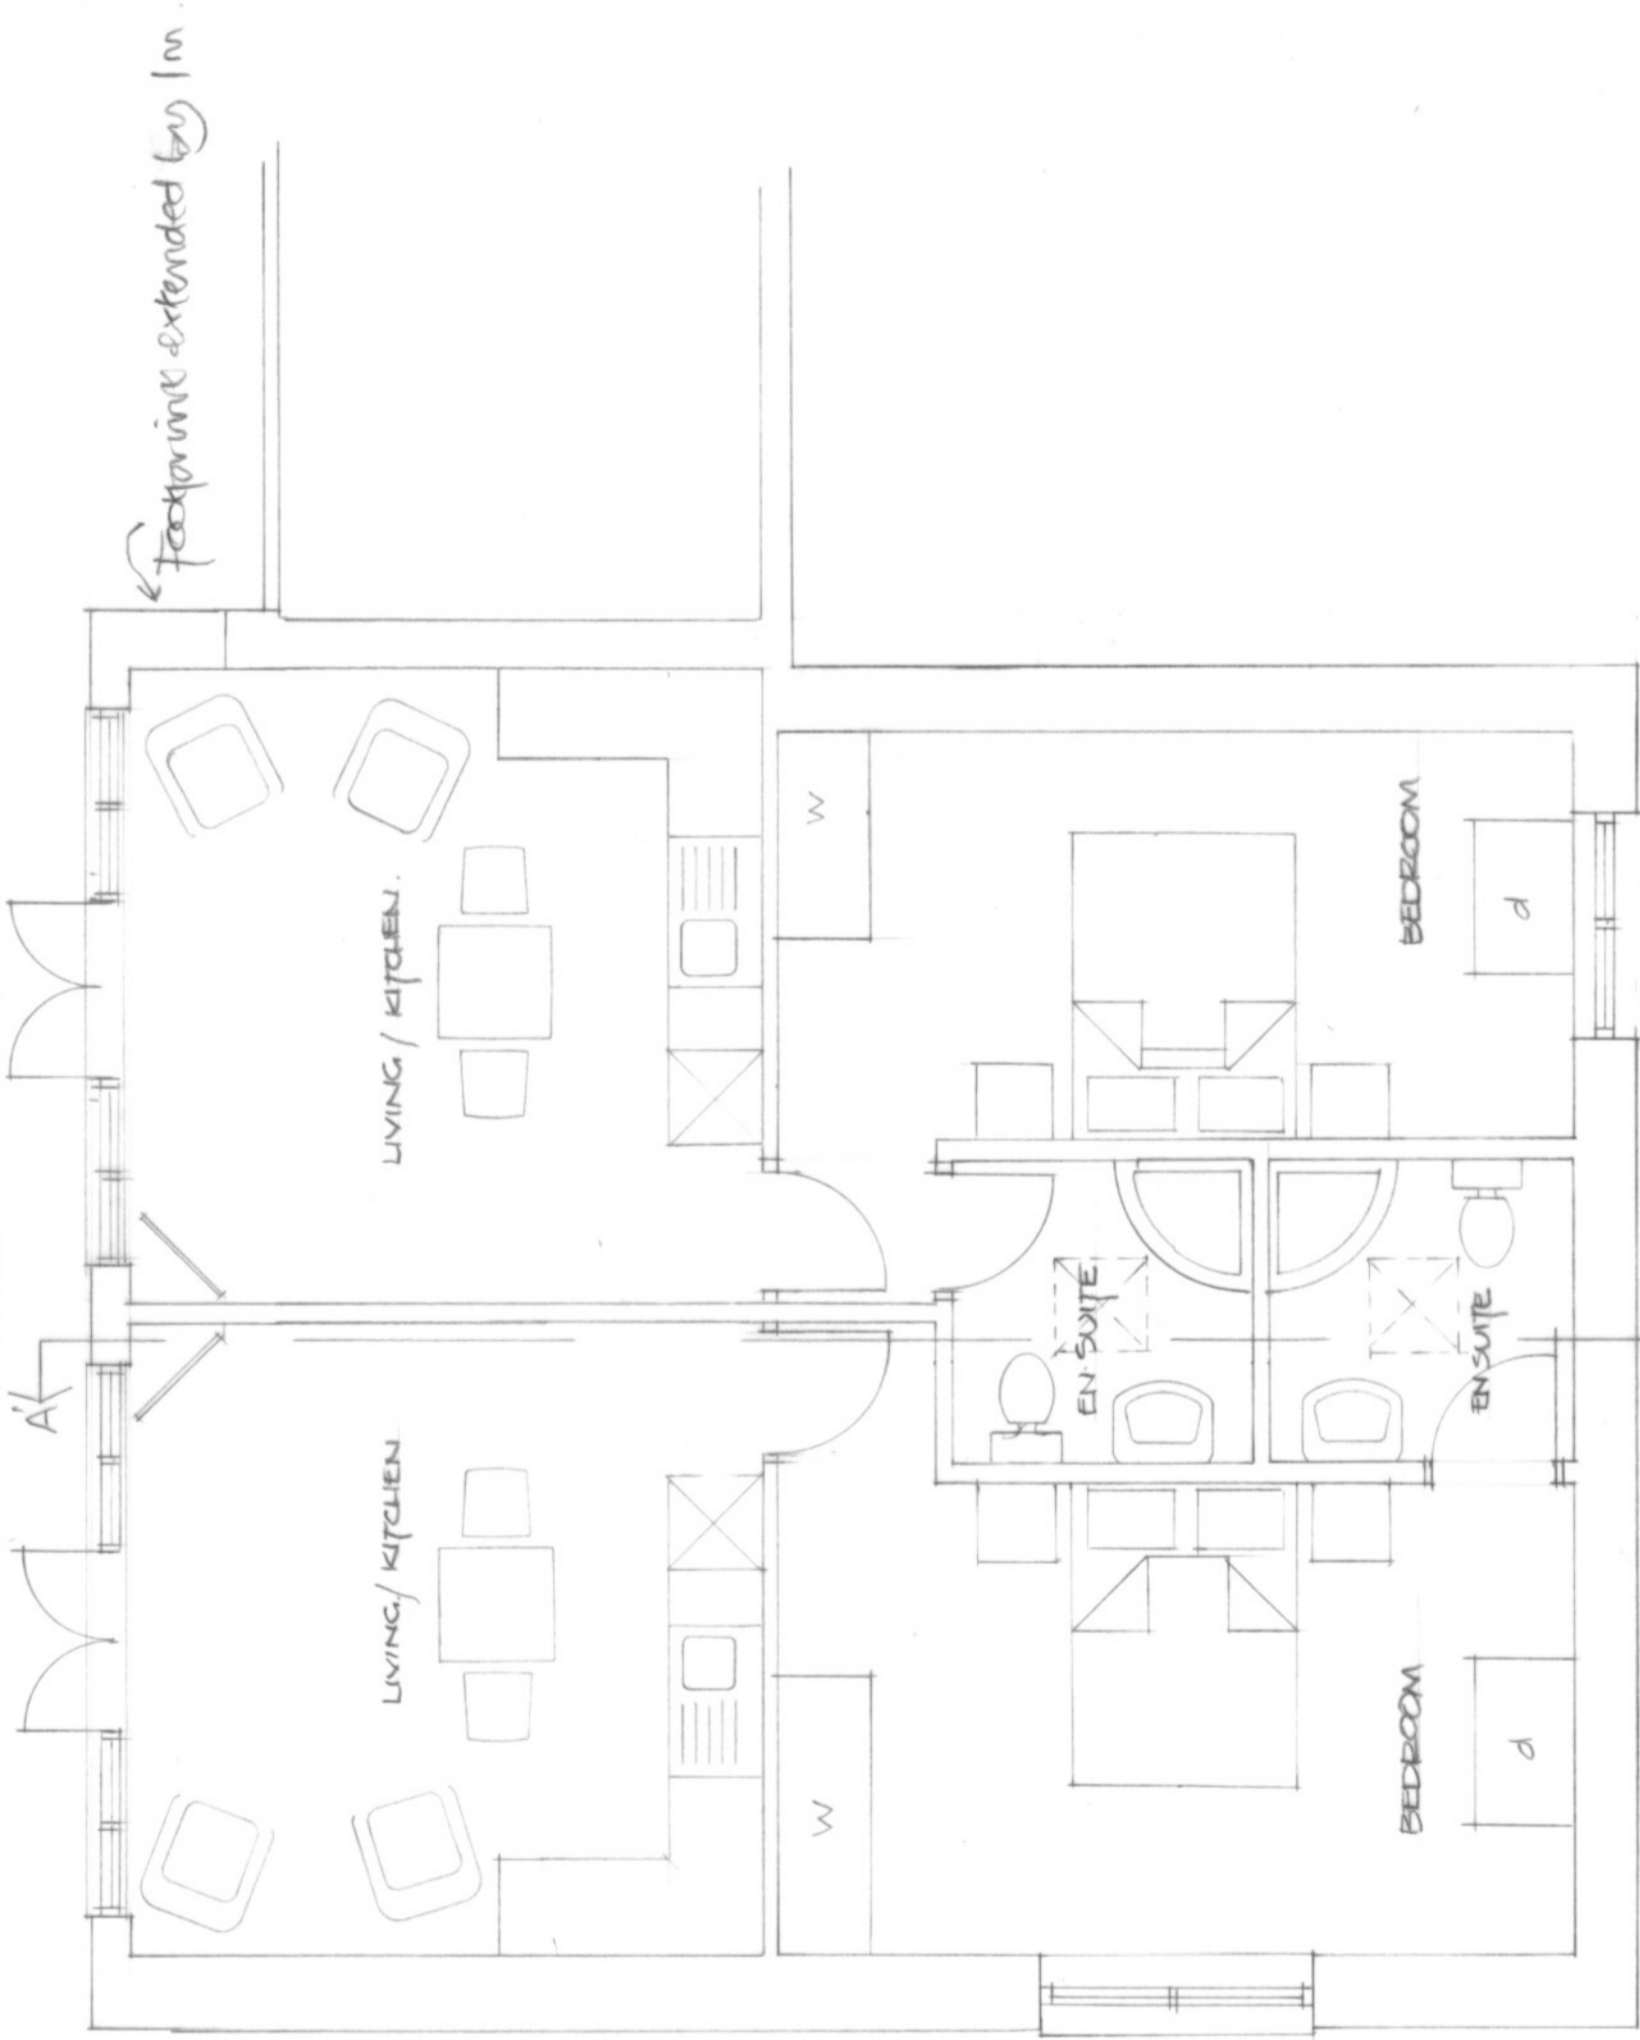 Footprint extended by 1m.
A'
LIVING / KITCHEN.
LIVING / KITCHEN
W
W
BEDROOM
BEDROOM
d
d
EN SUITE
EN SUITE